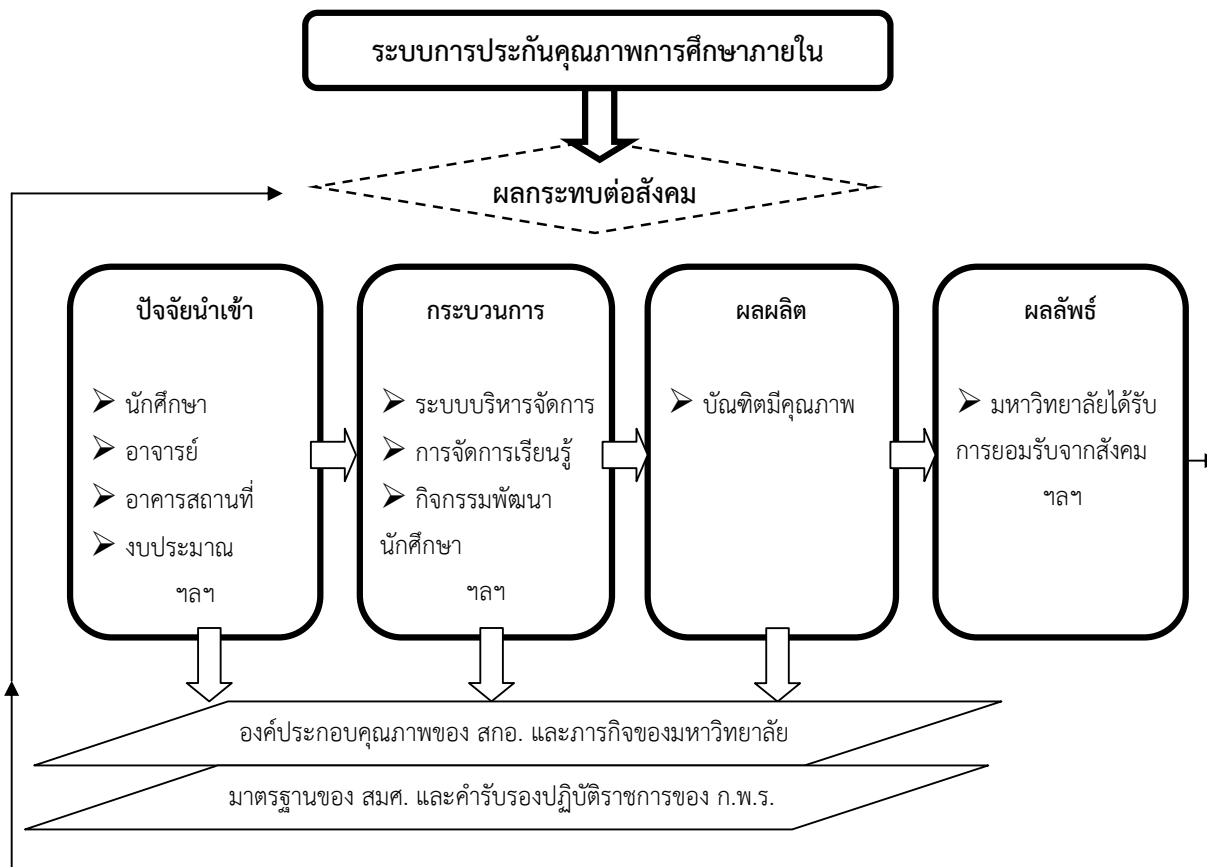 ระบบการประกันคุณภาพการศึกษาภายใน
ผลกระทบต่อสังคม
ปัจจัยนำเข้า
➢ นักศึกษา
➢ อาจารย์
➢ อาคารสถานที่
➢ งบประมาณ
ฯลฯ
กระบวนการ
➢ ระบบบริหารจัดการ
➢ การจัดการเรียนรู้
➢ กิจกรรมพัฒนา
นักศึกษา
ฯลฯ
ผลผลิต
➢ บัณฑิตมีคุณภาพ
ผลลัพธ์
➢ มหาวิทยาลัยได้รับ
การยอมรับจากสังคม
ฯลฯ
องค์ประกอบคุณภาพของ สกอ. และภารกิจของมหาวิทยาลัย
มาตรฐานของ สมศ. และคำรับรองปฏิบัติราชการของ ก.พ.ร.